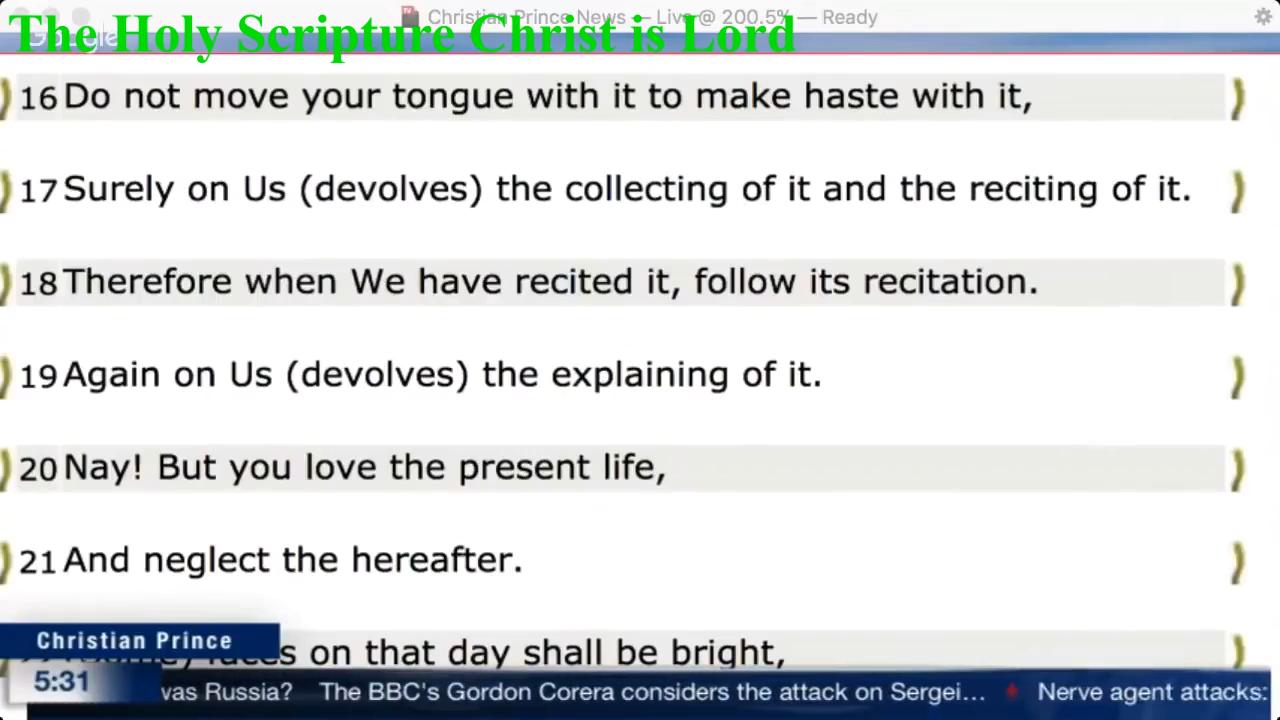 Christian Prince News — Live @ 200.5% — Ready
The Holy Scripture Christ is Lord
Google
16 Do not move your tongue with it to make haste with it,
17 Surely on Us (devolves) the collecting of it and the reciting of it.
18 Therefore when We have recited it, follow its recitation.
19 Again on Us (devolves) the explaining of it.
20 Nay! But you love the present life,
21 And neglect the hereafter.
on that day shall be bright,
Christian Prince
5:31
was Russia? The BBC's Gordon Corera considers the attack on Sergei... Nerve agent attacks: